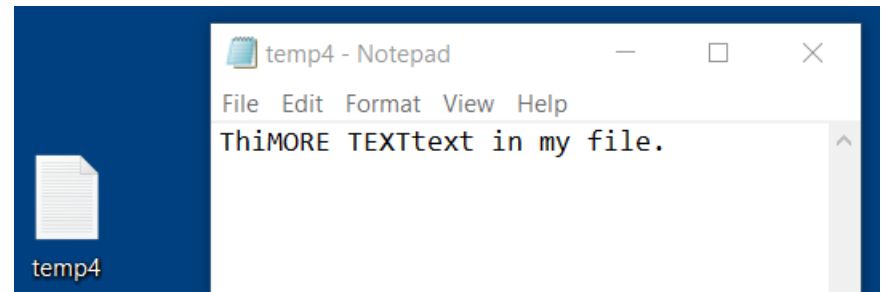 temp4 - Notepad
File Edit Format View Help
ThiMORE TEXTtext in my file.
temp4